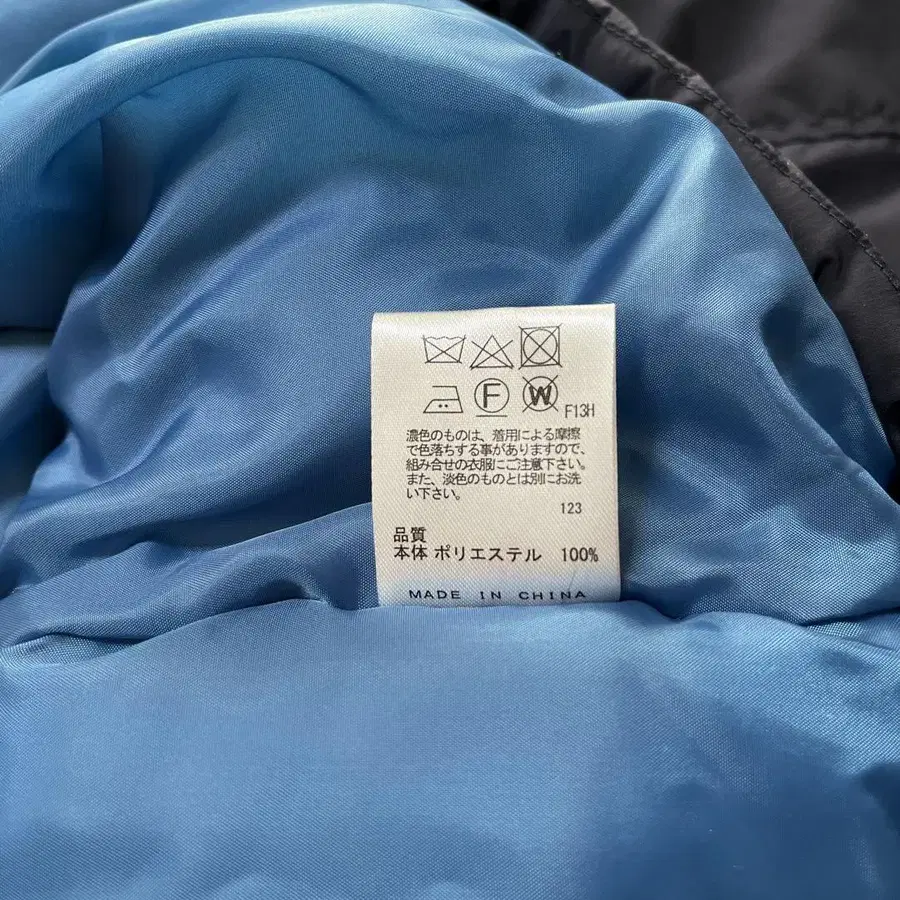 F
W
F13H
濃色のものは、着用による摩擦
で色落ちする事がありますので、
組み合せの衣服にご注意下さい。
また、淡色のものとは別にお洗
い下さい。
123
品質
本体 ポリエステル 100%
MADE IN CHINA